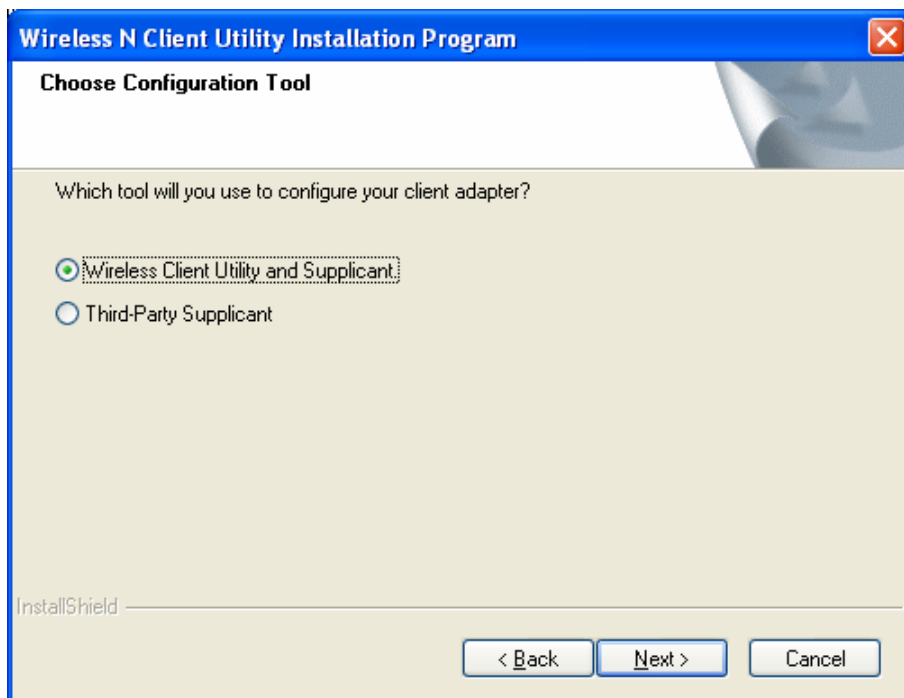 Wireless N Client Utility Installation Program
Choose Configuration Tool
Which tool will you use to configure your client adapter?
Wireless Client Utility and Supplicant.
Third-Party Supplicant
InstallShield
< Back
Next >
Cancel